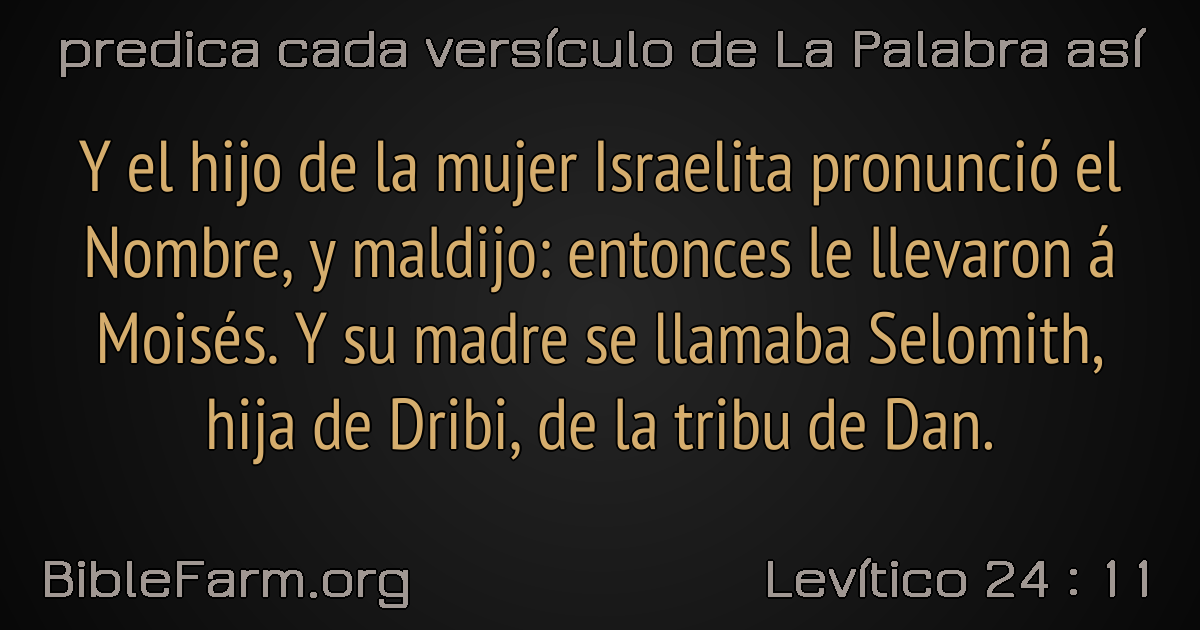 predica cada versículo de La Palabra así
Y el hijo de la mujer Israelita pronunció el
Nombre, y maldijo: entonces le llevaron á
Moisés. Y su madre se llamaba Selomith,
hija de Dribi, de la tribu de Dan.
BibleFarm.org
Levítico 24 : 11